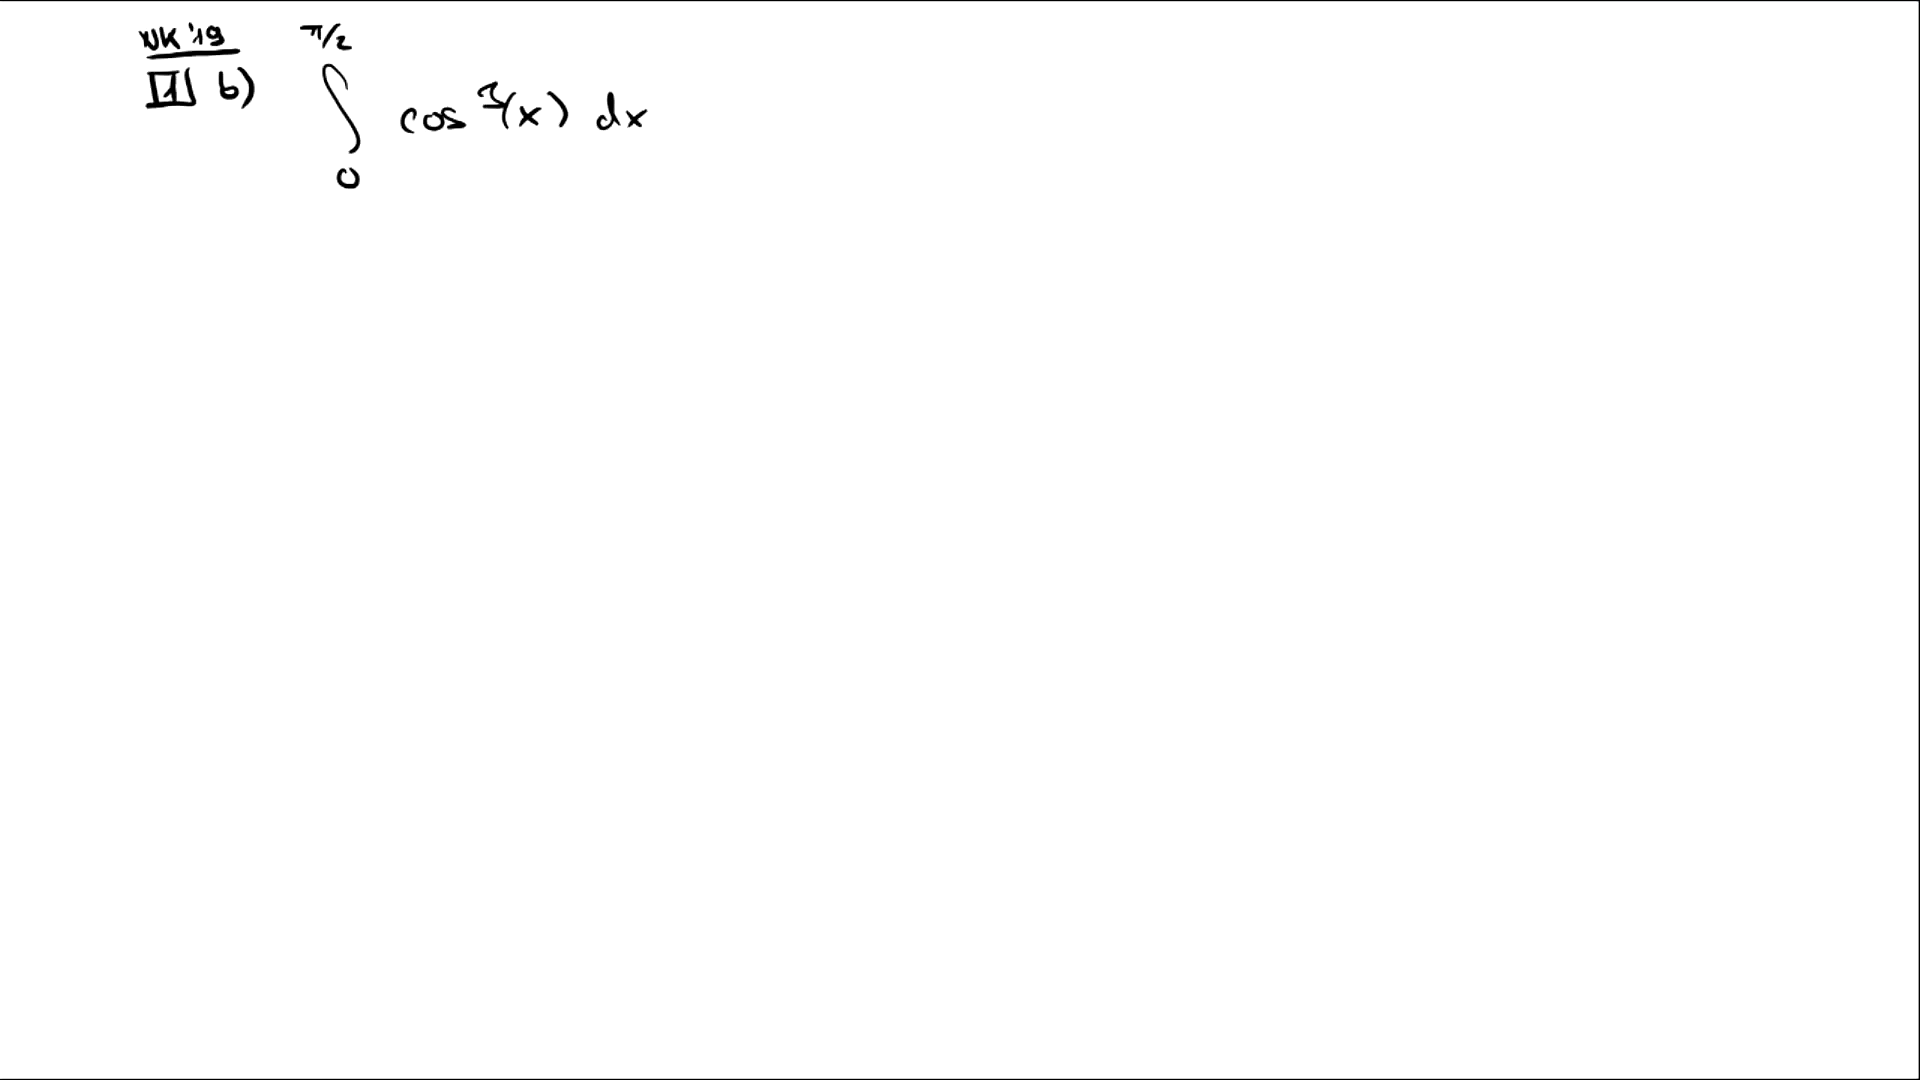 WK '19
1 b) ∫₀^{π/2} cos³(x) dx